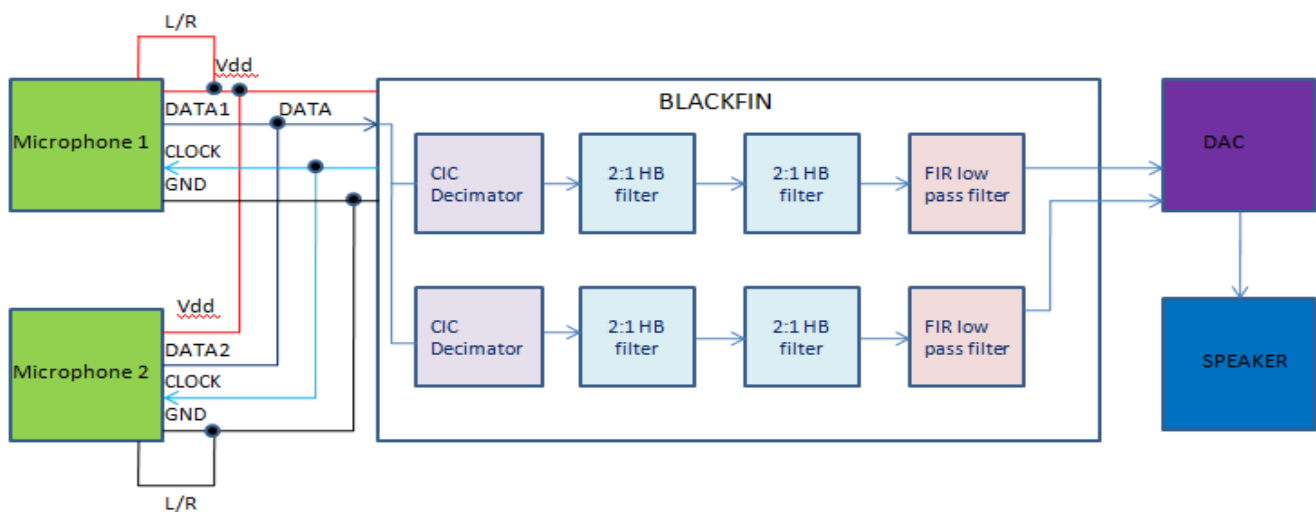 L/R
Vdd
BLACKFIN
DATA1 DATA
Microphone 1
CLOCK
GND
CIC
Decimator
2:1 HB
filter
2:1 HB
filter
FIR low
pass filter
DAC
Vdd
DATA2
Microphone 2
CLOCK
GND
L/R
CIC
Decimator
2:1 HB
filter
2:1 HB
filter
FIR low
pass filter
SPEAKER